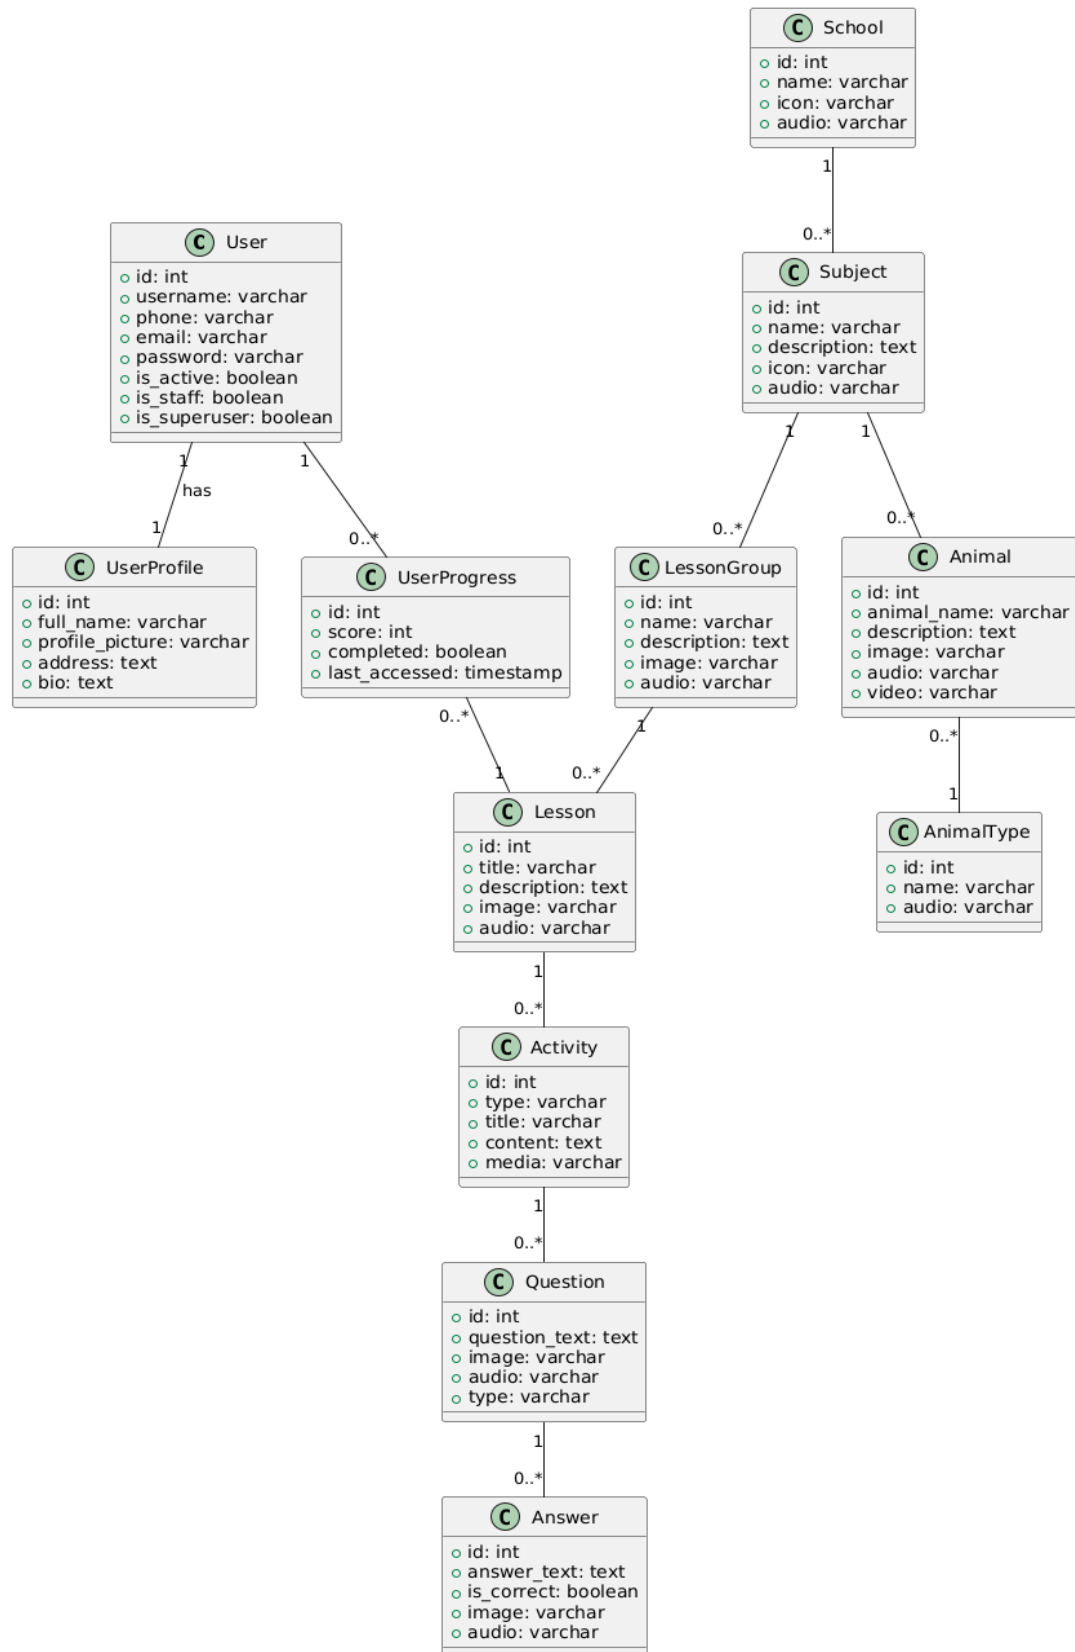 C School
id: int
name: varchar
icon: varchar
audio: varchar
1
0..*
C User
id: int
username: varchar
phone: varchar
email: varchar
password: varchar
is_active: boolean
is_staff: boolean
is_superuser: boolean
C Subject
id: int
name: varchar
description: text
icon: varchar
audio: varchar
1
has
1
1
0..*
1
0..*
1
0..*
C UserProfile
id: int
full_name: varchar
profile_picture: varchar
address: text
bio: text
C UserProgress
id: int
score: int
completed: boolean
last_accessed: timestamp
C LessonGroup
id: int
name: varchar
description: text
image: varchar
audio: varchar
C Animal
id: int
animal_name: varchar
description: text
image: varchar
audio: varchar
video: varchar
0..*
1
1
0..*
0..*
1
C Lesson
id: int
title: varchar
description: text
image: varchar
audio: varchar
C AnimalType
id: int
name: varchar
audio: varchar
1
0..*
C Activity
id: int
type: varchar
title: varchar
content: text
media: varchar
1
0..*
C Question
id: int
question_text: text
image: varchar
audio: varchar
type: varchar
1
0..*
C Answer
id: int
answer_text: text
is_correct: boolean
image: varchar
audio: varchar